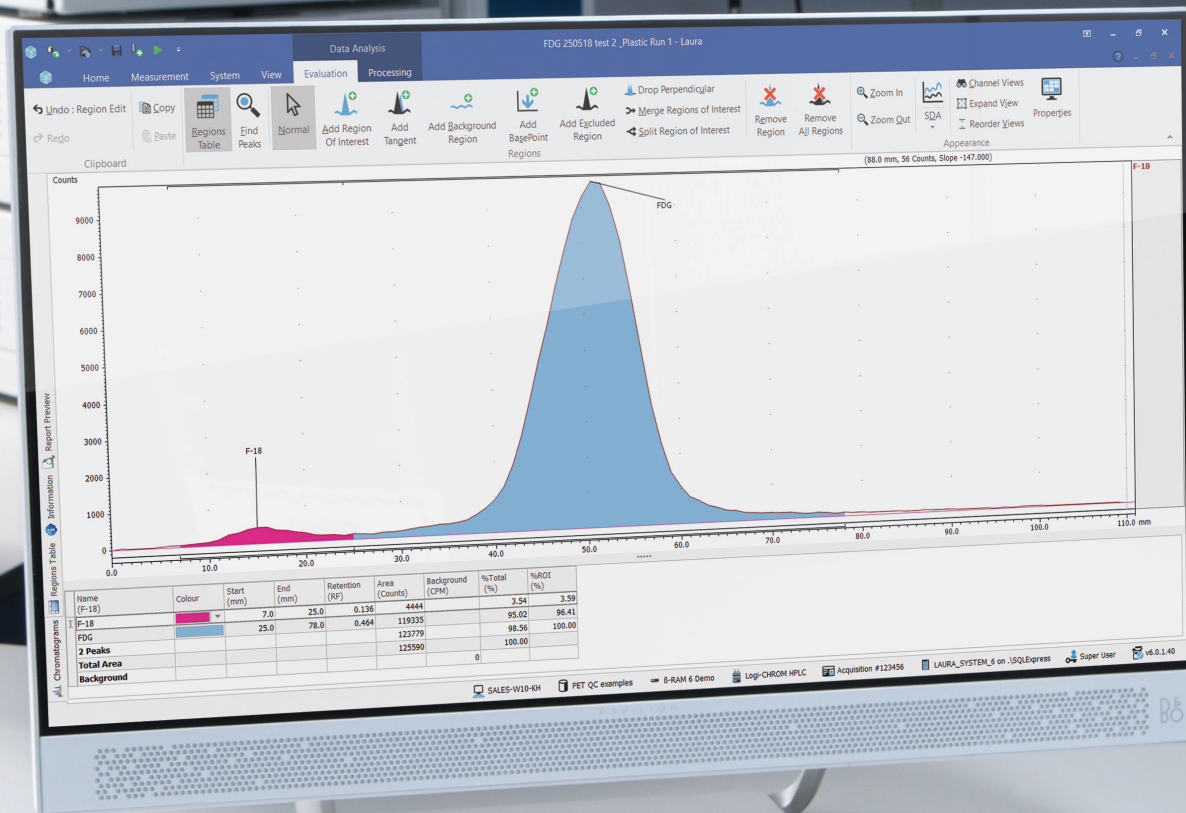 Data Analysis
FDG 250518 test 2 _Plastic Run 1 - Laura
Home Measurement System View Evaluation Processing
Undo : Region Edit
Redo
Copy
Paste
Clipboard
Regions Table
Find Peaks
Normal
Add Region Of Interest
Add Tangent
Add Background Region
Add BasePoint
Add Excluded Region
Drop Perpendicular
Merge Regions of Interest
Split Region of Interest
Remove Region
Remove All Regions
Regions
Zoom In
Zoom Out
SDA
Channel Views
Expand View
Reorder Views
Properties
Appearance
(88.0 mm, 56 Counts, Slope -147.000)
Counts
F-18
FDG
9000
8000
7000
6000
5000
4000
3000
2000
1000
0
F-18
0.0 10.0 20.0 30.0 40.0 50.0 60.0 70.0 80.0 90.0 100.0 110.0 mm
Report Preview
Information
Regions Table
Chromatograms
Name (F-18) Colour Start (mm) End (mm) Retention (RF) Area (Counts) Background (CPM) %Total (%) %ROI (%)
F-18 7.0 25.0 0.136 4444 3.54 3.59
FDG 25.0 78.0 0.464 119335 95.02 96.41
2 Peaks 123779 98.56 100.00
Total Area 125590 100.00
Background 0
SALES-W10-KH PET QC examples ß-RAM 6 Demo Logi-CHROM HPLC Acquisition #123456 LAURA_SYSTEM_6 on .\SQLExpress Super User v6.0.1.40
PAVILION
B&O